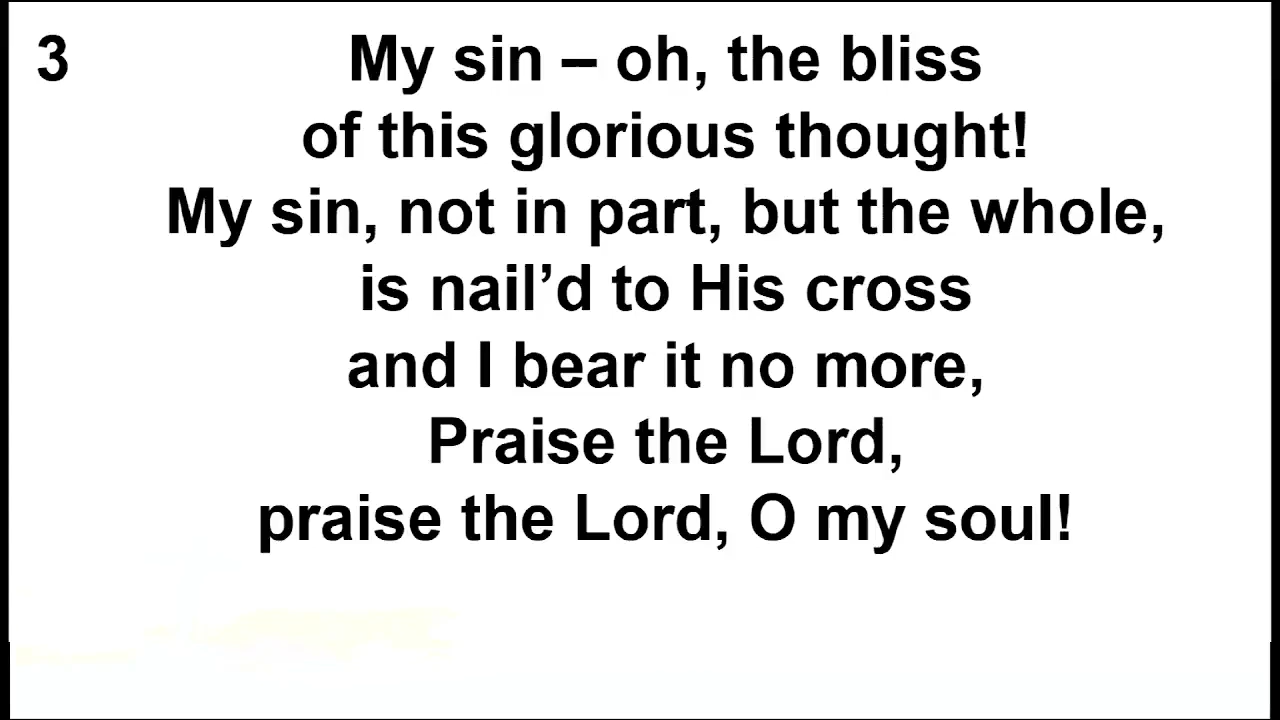 3
My sin – oh, the bliss
of this glorious thought!
My sin, not in part, but the whole,
is nail’d to His cross
and I bear it no more,
Praise the Lord,
praise the Lord, O my soul!